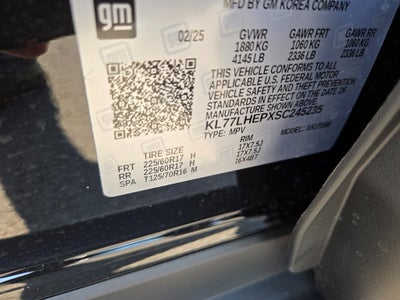 gm
MFD BY GM KOREA COMPANY
02/25 GVWR GAWR FRT GAWR RR
1880 KG 1060 KG 1060 KG
4145 LB 2336 LB 2336 LB
THIS VEHICLE CONFORMS TO ALL
APPLICABLE U.S. FEDERAL MOTOR
VEHICLE SAFETY AND THEFT PREVENTION
STANDARDS IN EFFECT ON THE DATE OF
MANUFACTURE SHOWN ABOVE.
KL77LHEPXSC245235
TYPE: MPV MODEL:
TIRE SIZE RIM
FRT 225/60R17 H 17X7.5J
RR 225/60R17 H 17X7.5J
SPA T125/70R16 M 16X4BT